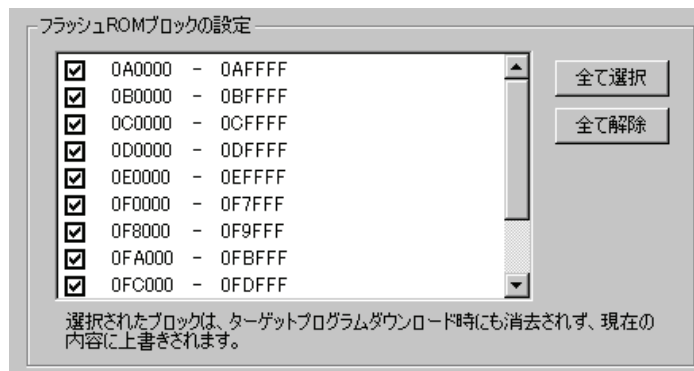 フラッシュROMブロックの設定
0A0000 - 0AFFFF
0B0000 - 0BFFFF
0C0000 - 0CFFFF
0D0000 - 0DFFFF
0E0000 - 0EFFFF
0F0000 - 0F7FFF
0F8000 - 0F9FFF
0FA000 - 0FBFFF
0FC000 - 0FDFFF
全て選択
全て解除
選択されたブロックは、ターゲットプログラムダウンロード時にも消去されず、現在の
内容に上書きされます。